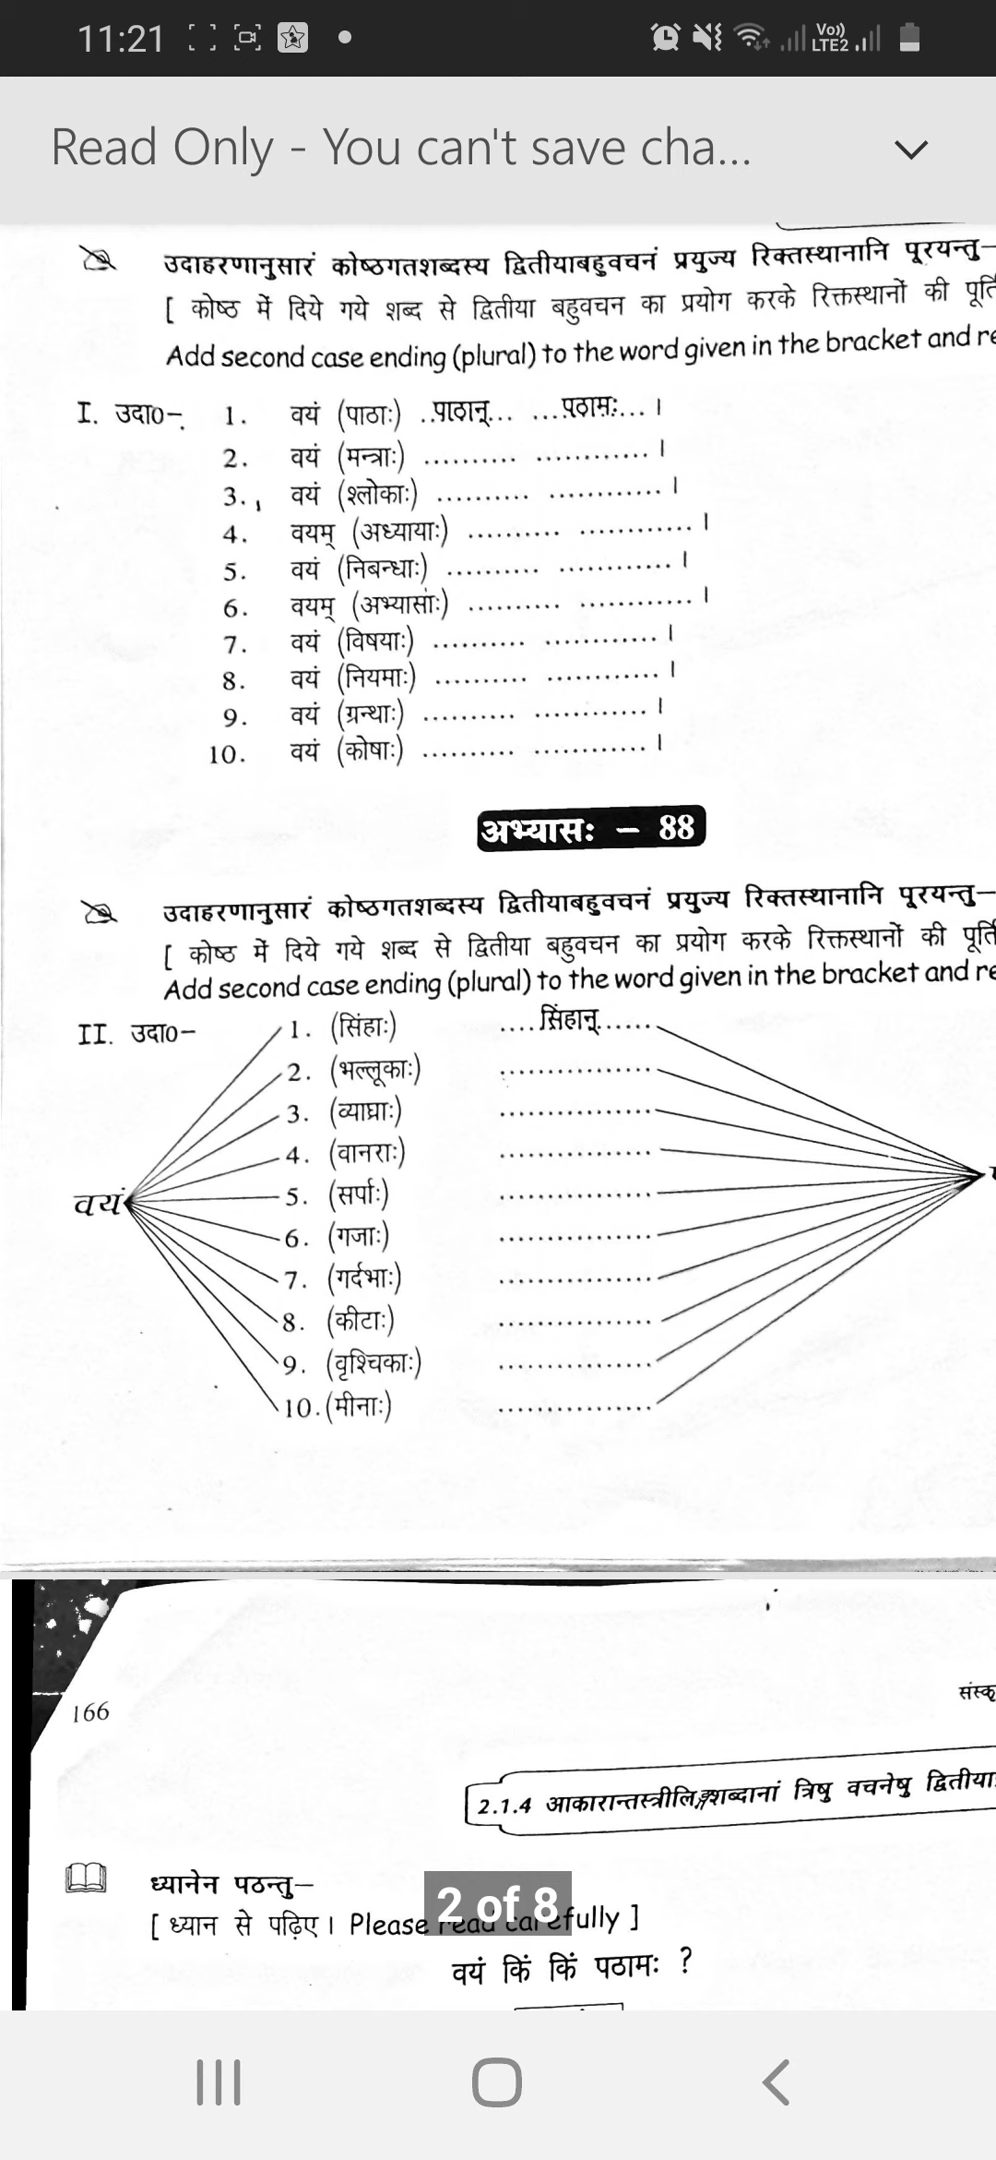 11:21
Vo)) LTE2
Read Only - You can't save cha...
उदाहरणानुसारं कोष्ठगतशब्दस्य द्वितीयाबहुवचनं प्रयुज्य रिक्तस्थानानि पूरयन्तु–
[ कोष्ठ में दिये गये शब्द से द्वितीया बहुवचन का प्रयोग करके रिक्तस्थानों की पूर्ति
Add second case ending (plural) to the word given in the bracket and re
I. उदा०– 1. वयं (पाठाः) ..पाठान्... ...पठामः... ।
2. वयं (मन्त्राः) .......... ............ ।
3. वयं (श्लोकाः) .......... ............ ।
4. वयम् (अध्यायाः) .......... ............ ।
5. वयं (निबन्धाः) .......... ............ ।
6. वयम् (अभ्यासाः) .......... ............ ।
7. वयं (विषयाः) .......... ............ ।
8. वयं (नियमाः) .......... ............ ।
9. वयं (ग्रन्थाः) .......... ............ ।
10. वयं (कोषाः) .......... ............ ।
अभ्यासः – 88
उदाहरणानुसारं कोष्ठगतशब्दस्य द्वितीयाबहुवचनं प्रयुज्य रिक्तस्थानानि पूरयन्तु–
[ कोष्ठ में दिये गये शब्द से द्वितीया बहुवचन का प्रयोग करके रिक्तस्थानों की पूर्ति
Add second case ending (plural) to the word given in the bracket and re
II. उदा०– 1. (सिंहाः) ....सिंहान्......
2. (भल्लूकाः) .................
3. (व्याघ्राः) .................
4. (वानराः) .................
वयं 5. (सर्पाः) .................
6. (गजाः) .................
7. (गर्दभाः) .................
8. (कीटाः) .................
9. (वृश्चिकाः) .................
10. (मीनाः) .................
166
संस्कृ
2.1.4 आकारान्तस्त्रीलिङ्गशब्दानां त्रिषु वचनेषु द्वितीया
ध्यानेन पठन्तु–
[ ध्यान से पढ़िए । Please read carefully ]
2 of 8
वयं किं किं पठामः ?